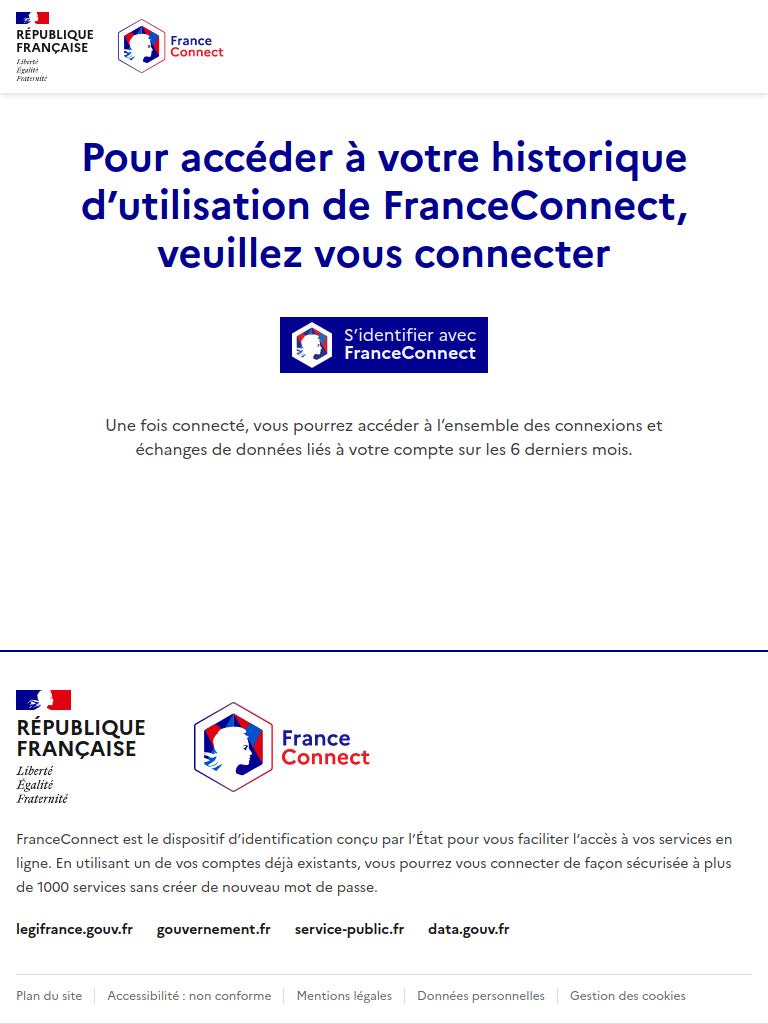 RÉPUBLIQUE
FRANÇAISE
Liberté
Égalité
Fraternité
France
Connect
Pour accéder à votre historique
d’utilisation de FranceConnect,
veuillez vous connecter
S’identifier avec
FranceConnect
Une fois connecté, vous pourrez accéder à l’ensemble des connexions et
échanges de données liés à votre compte sur les 6 derniers mois.
RÉPUBLIQUE
FRANÇAISE
Liberté
Égalité
Fraternité
France
Connect
FranceConnect est le dispositif d’identification conçu par l’État pour vous faciliter l’accès à vos services en
ligne. En utilisant un de vos comptes déjà existants, vous pourrez vous connecter de façon sécurisée à plus
de 1000 services sans créer de nouveau mot de passe.
legifrance.gouv.fr gouvernement.fr service-public.fr data.gouv.fr
Plan du site Accessibilité : non conforme Mentions légales Données personnelles Gestion des cookies